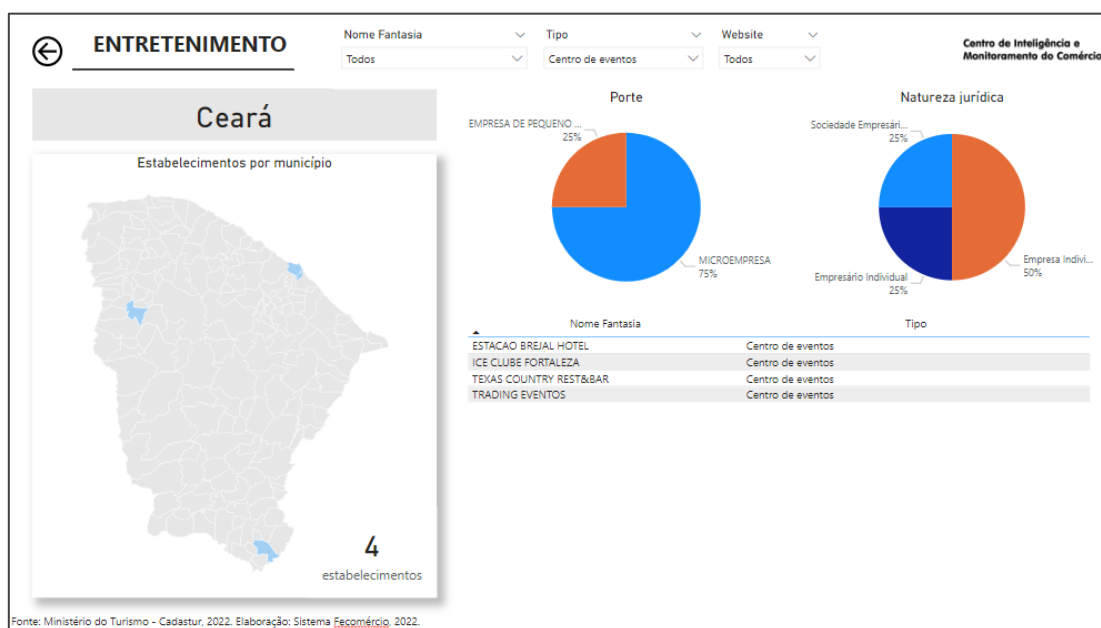 ENTRETENIMENTO
Nome Fantasia
Todos
Tipo
Centro de eventos
Website
Todos
Centro de Inteligência e
Monitoramento do Comércio
Ceará
Estabelecimentos por município
4
estabelecimentos
Porte
EMPRESA DE PEQUENO ...
25%
MICROEMPRESA
75%
Natureza jurídica
Sociedade Empresári...
25%
Empresário Individual
25%
Empresa Indivi...
50%
Nome Fantasia Tipo
ESTACAO BREJAL HOTEL Centro de eventos
ICE CLUBE FORTALEZA Centro de eventos
TEXAS COUNTRY REST&BAR Centro de eventos
TRADING EVENTOS Centro de eventos
Fonte: Ministério do Turismo - Cadastur, 2022. Elaboração: Sistema Fecomércio, 2022.